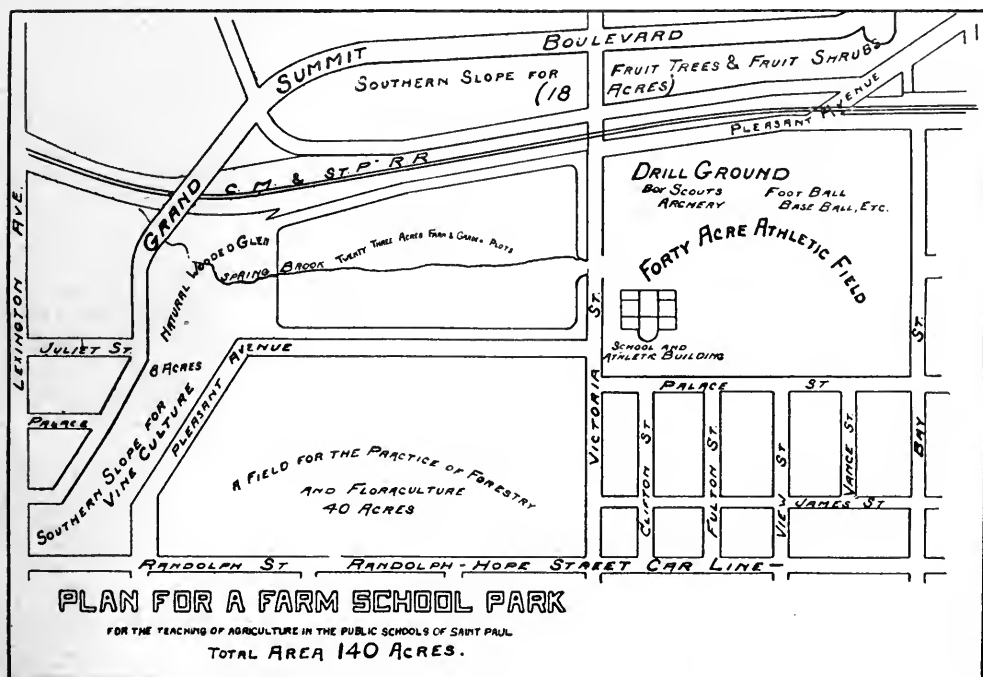 SUMMIT BOULEVARD
SOUTHERN SLOPE FOR FRUIT TREES & FRUIT SHRUBS
(18 ACRES)
PLEASANT AVENUE
C. M. & ST. P. R R
GRAND
LEXINGTON AVE.
DRILL GROUND
BOY SCOUTS FOOT BALL
ARCHERY BASE BALL, ETC.
FORTY ACRE ATHLETIC FIELD
NATURAL WOODED GLEN
SPRING BROOK
TWENTY THREE ACRES FARM & GARDEN PLOTS
SCHOOL AND
ATHLETIC BUILDING
JULIET ST.
8 ACRES
PLEASANT AVENUE
VICTORIA ST.
PALACE ST
BAY ST.
PALACE
SOUTHERN SLOPE FOR
VINE CULTURE
A FIELD FOR THE PRACTICE OF FORESTRY
AND FLORACULTURE
40 ACRES
CLIFTON ST
FULTON ST.
VIEW ST
VANCE ST.
JAMES ST
RANDOLPH ST RANDOLPH-HOPE STREET CAR LINE-
PLAN FOR A FARM SCHOOL PARK
FOR THE TEACHING OF AGRICULTURE IN THE PUBLIC SCHOOLS OF SAINT PAUL
TOTAL AREA 140 ACRES.